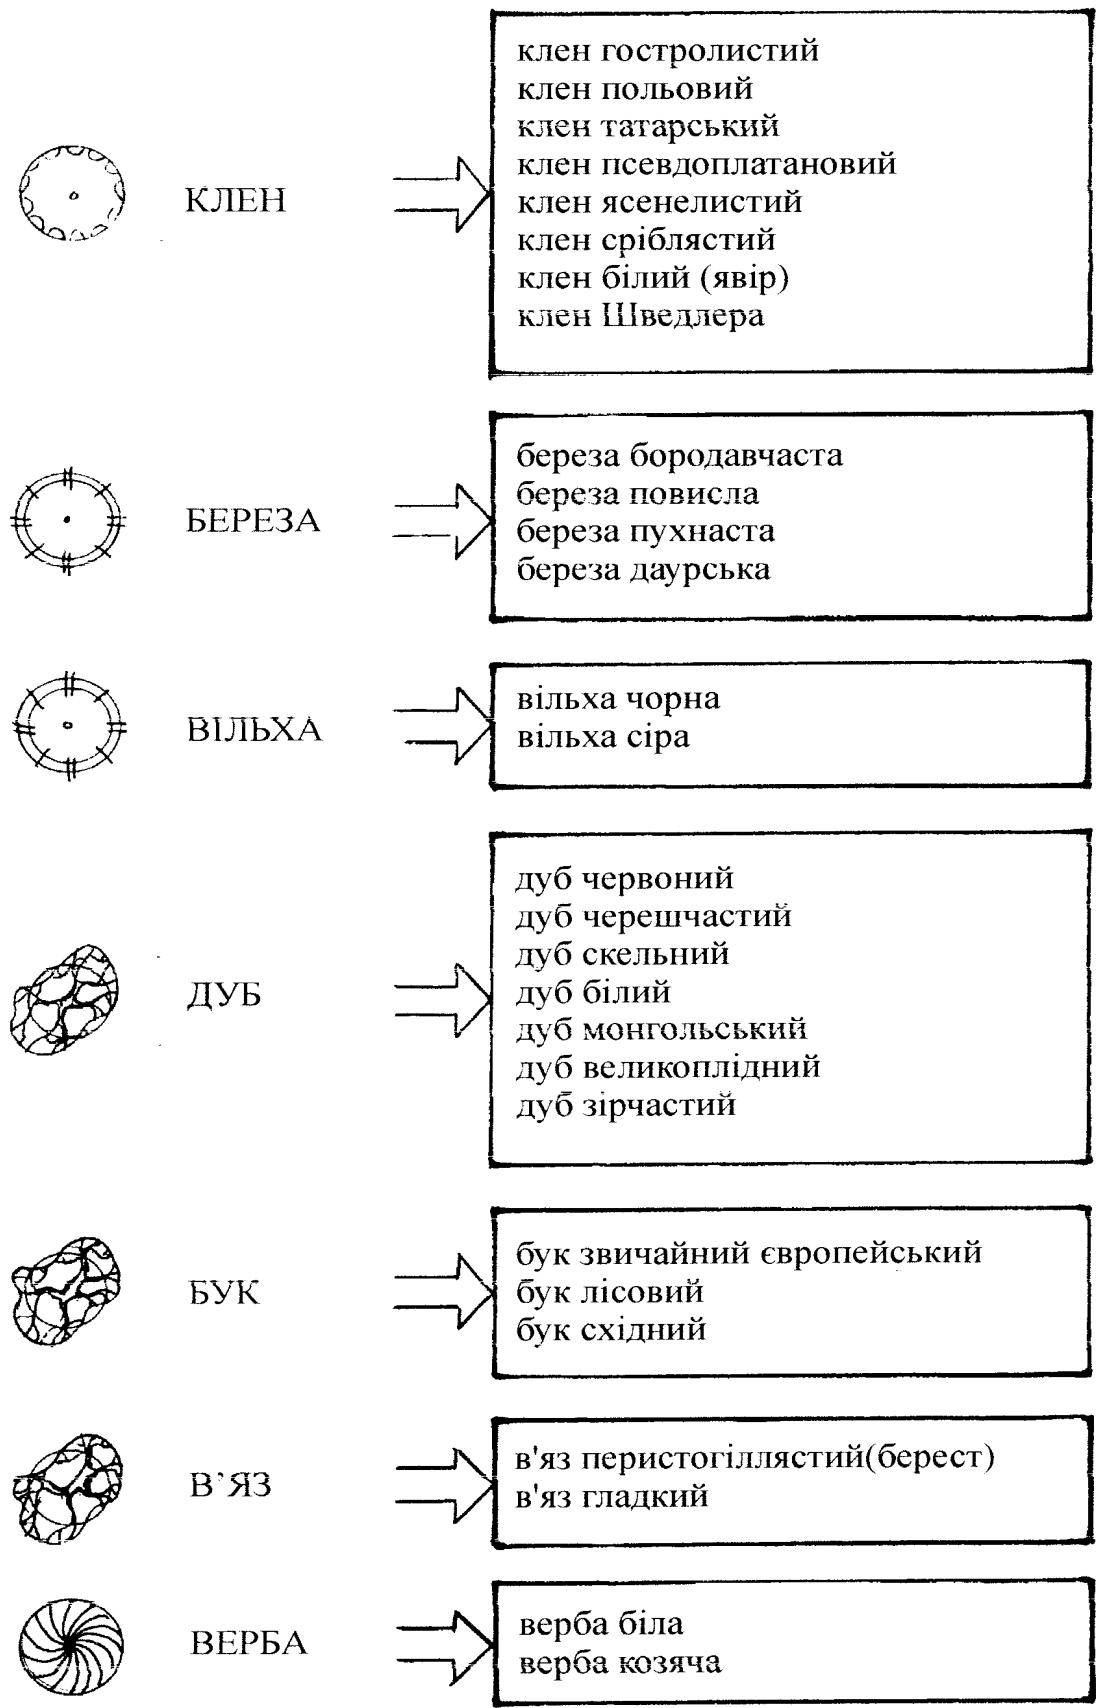 КЛЕН
клен гостролистий
клен польовий
клен татарський
клен псевдоплатановий
клен ясенелистий
клен сріблястий
клен білий (явір)
клен Шведлера
БЕРЕЗА
береза бородавчаста
береза повисла
береза пухнаста
береза даурська
ВІЛЬХА
вільха чорна
вільха сіра
ДУБ
дуб червоний
дуб черешчастий
дуб скельний
дуб білий
дуб монгольський
дуб великоплідний
дуб зірчастий
БУК
бук звичайний європейський
бук лісовий
бук східний
В'ЯЗ
в'яз перистогіллястий(берест)
в'яз гладкий
ВЕРБА
верба біла
верба козяча